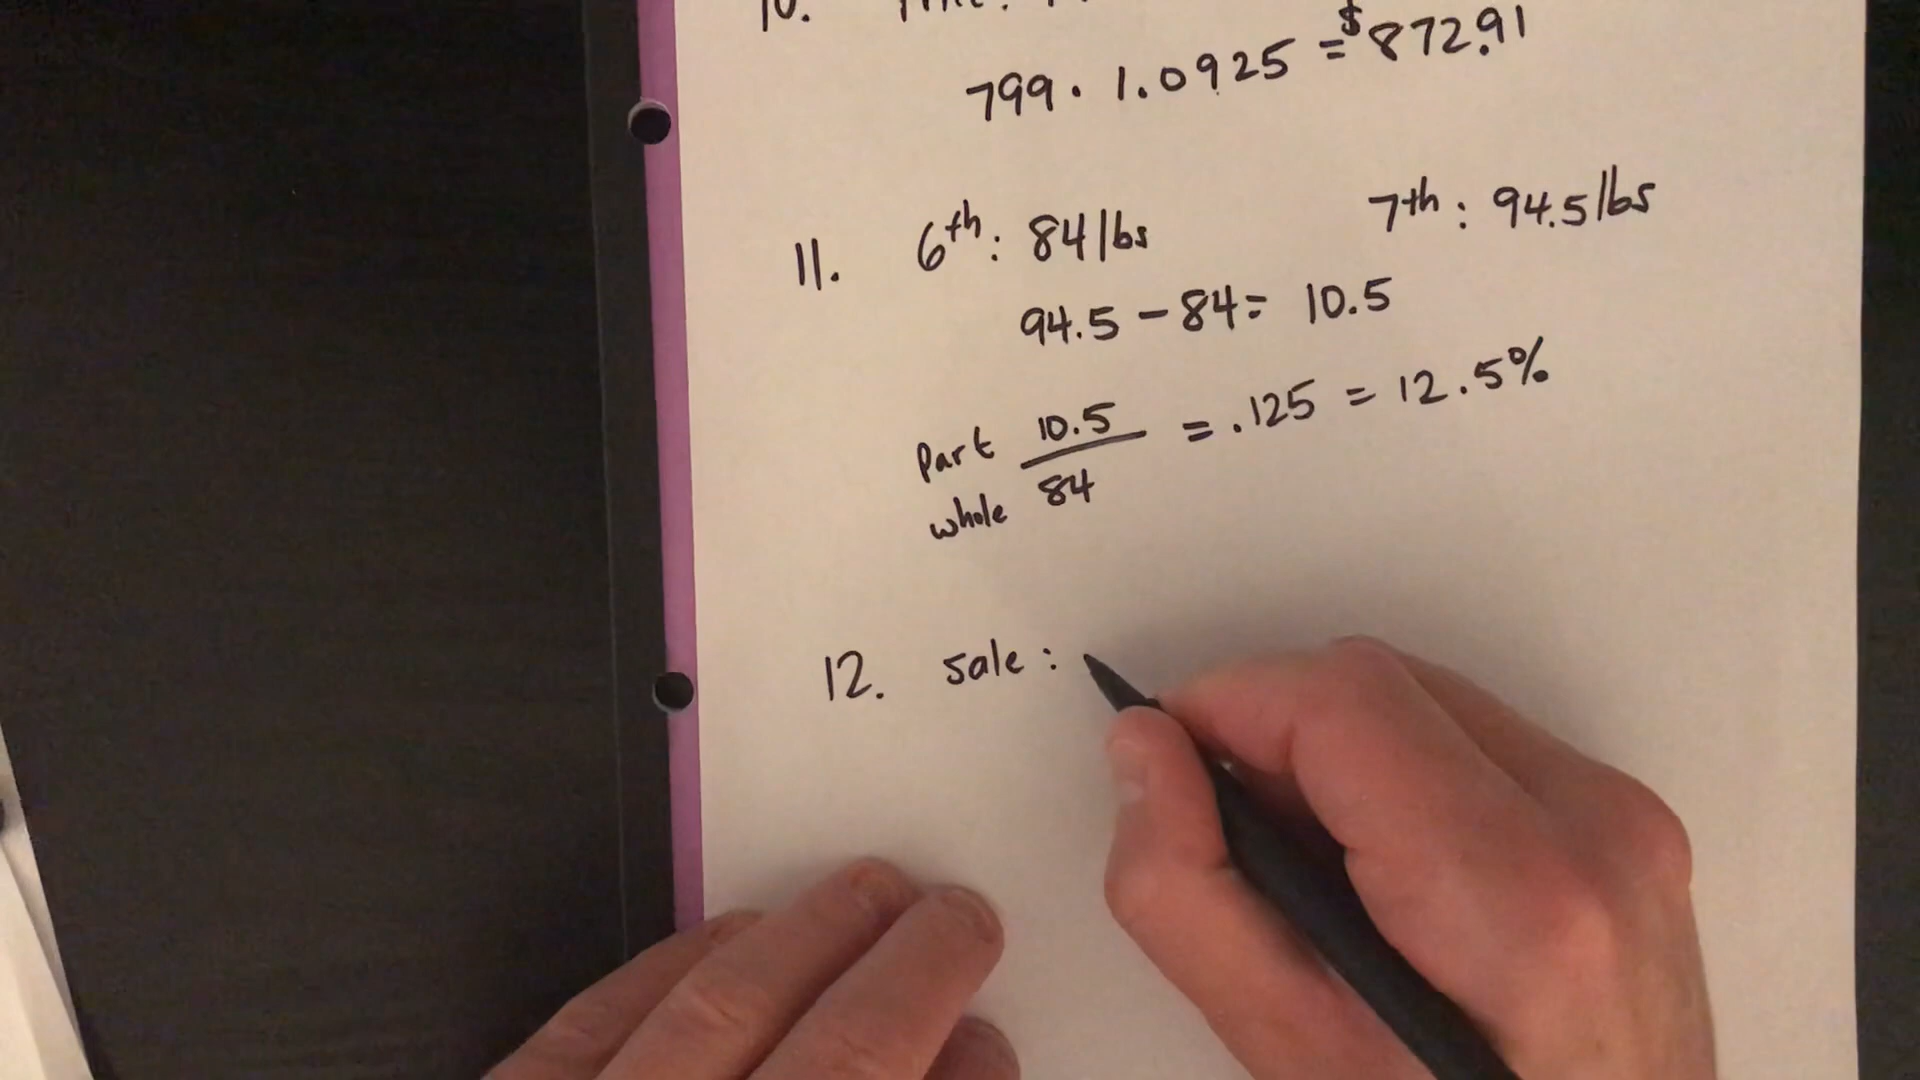 10.
799 · 1.0925 = $872.91
11. 6th: 84 lbs 7th: 94.5 lbs
94.5 - 84 = 10.5
Part 10.5 = .125 = 12.5%
whole 84
12. sale: